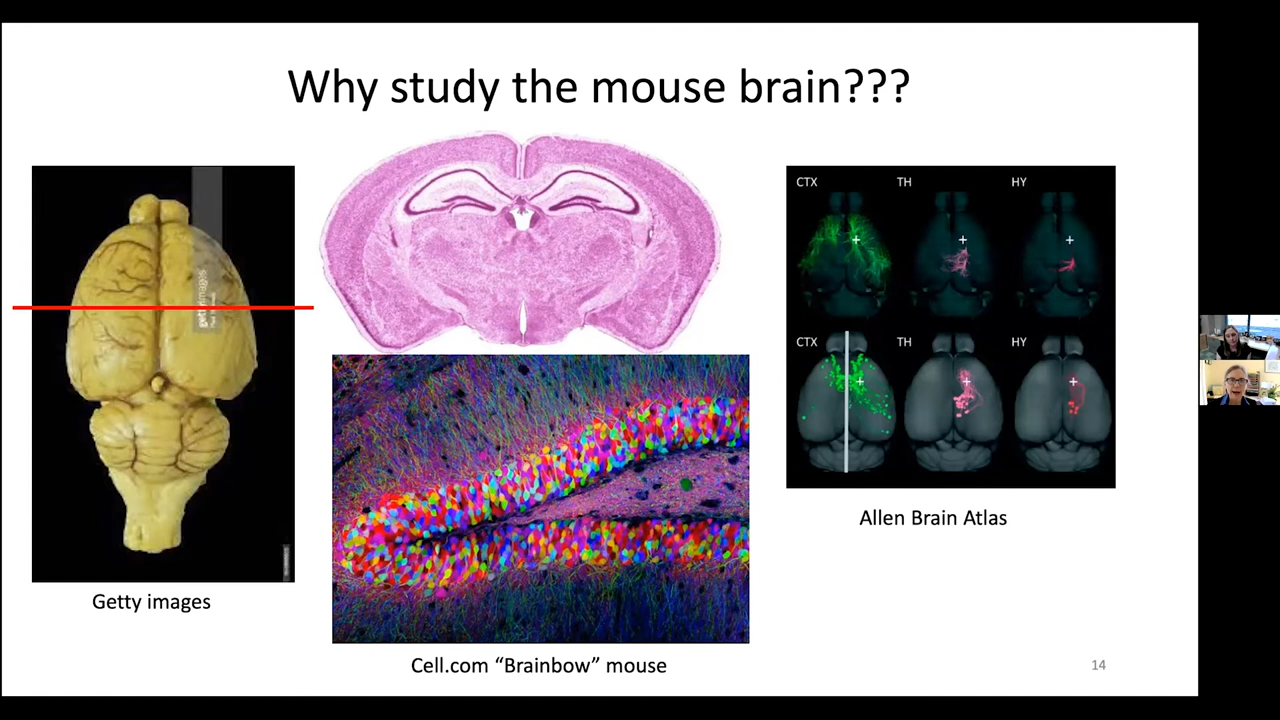 Why study the mouse brain???
gettyimages
CTX
TH
HY
CTX
TH
HY
Allen Brain Atlas
Getty images
Cell.com “Brainbow” mouse
14